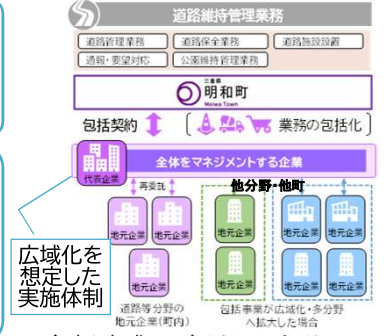 道路維持管理業務
道路管理業務 道路保全業務 道路施設設置
通報・要望対応 公園維持管理業務
三重県
明和町
Meiwa Town
包括契約 業務の包括化
全体をマネジメントする企業
代表企業
再委託
他分野・他町
地元企業 地元企業 地元企業 地元企業 地元企業
地元企業 地元企業 地元企業 地元企業
広域化を
想定した
実施体制
道路等分野の
地元企業(町内)
包括事業が広域化・多分野
へ拡大した場合